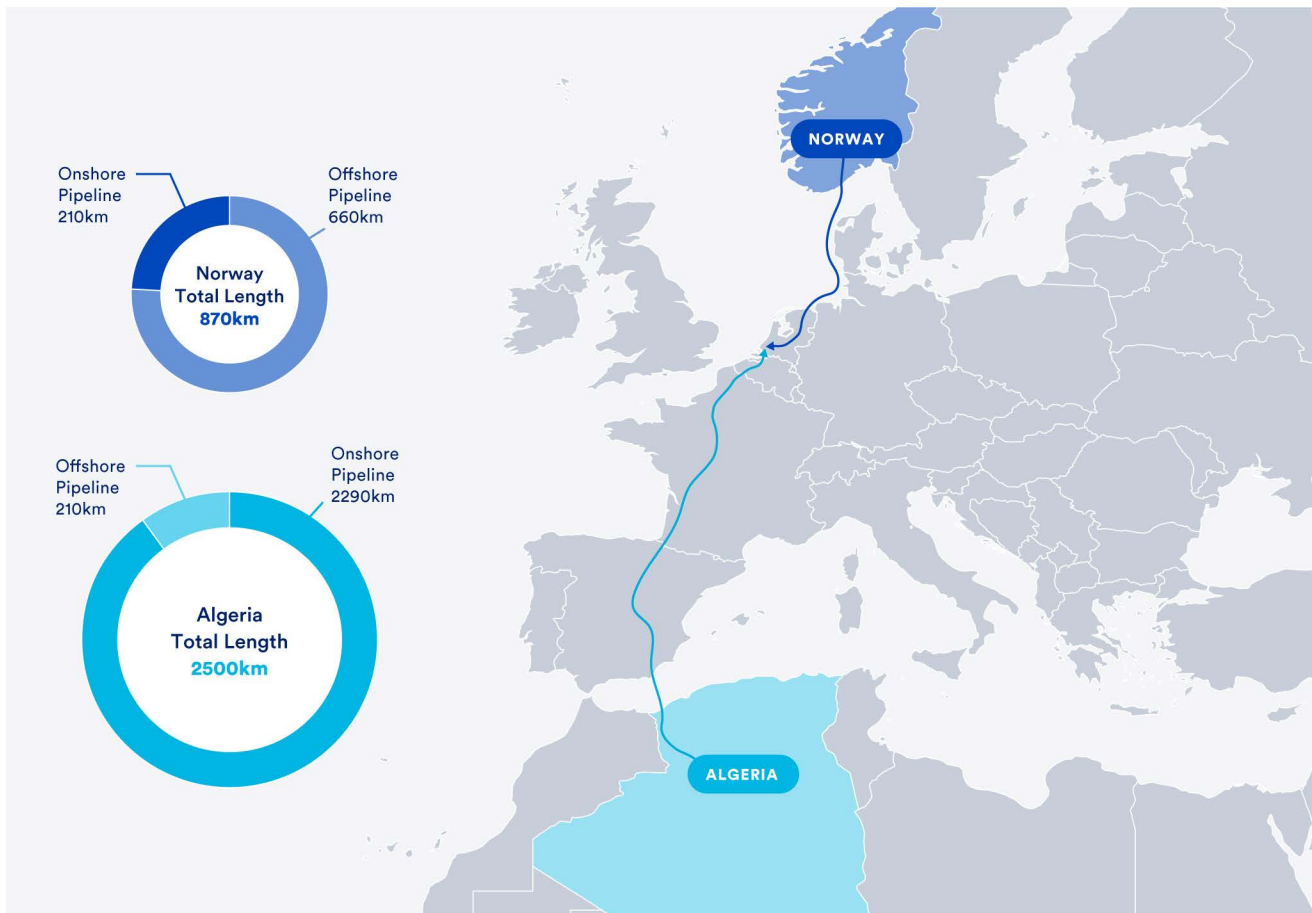 NORWAY
Onshore
Pipeline
210km
Offshore
Pipeline
660km
Norway
Total Length
870km
Offshore
Pipeline
210km
Onshore
Pipeline
2290km
Algeria
Total Length
2500km
ALGERIA